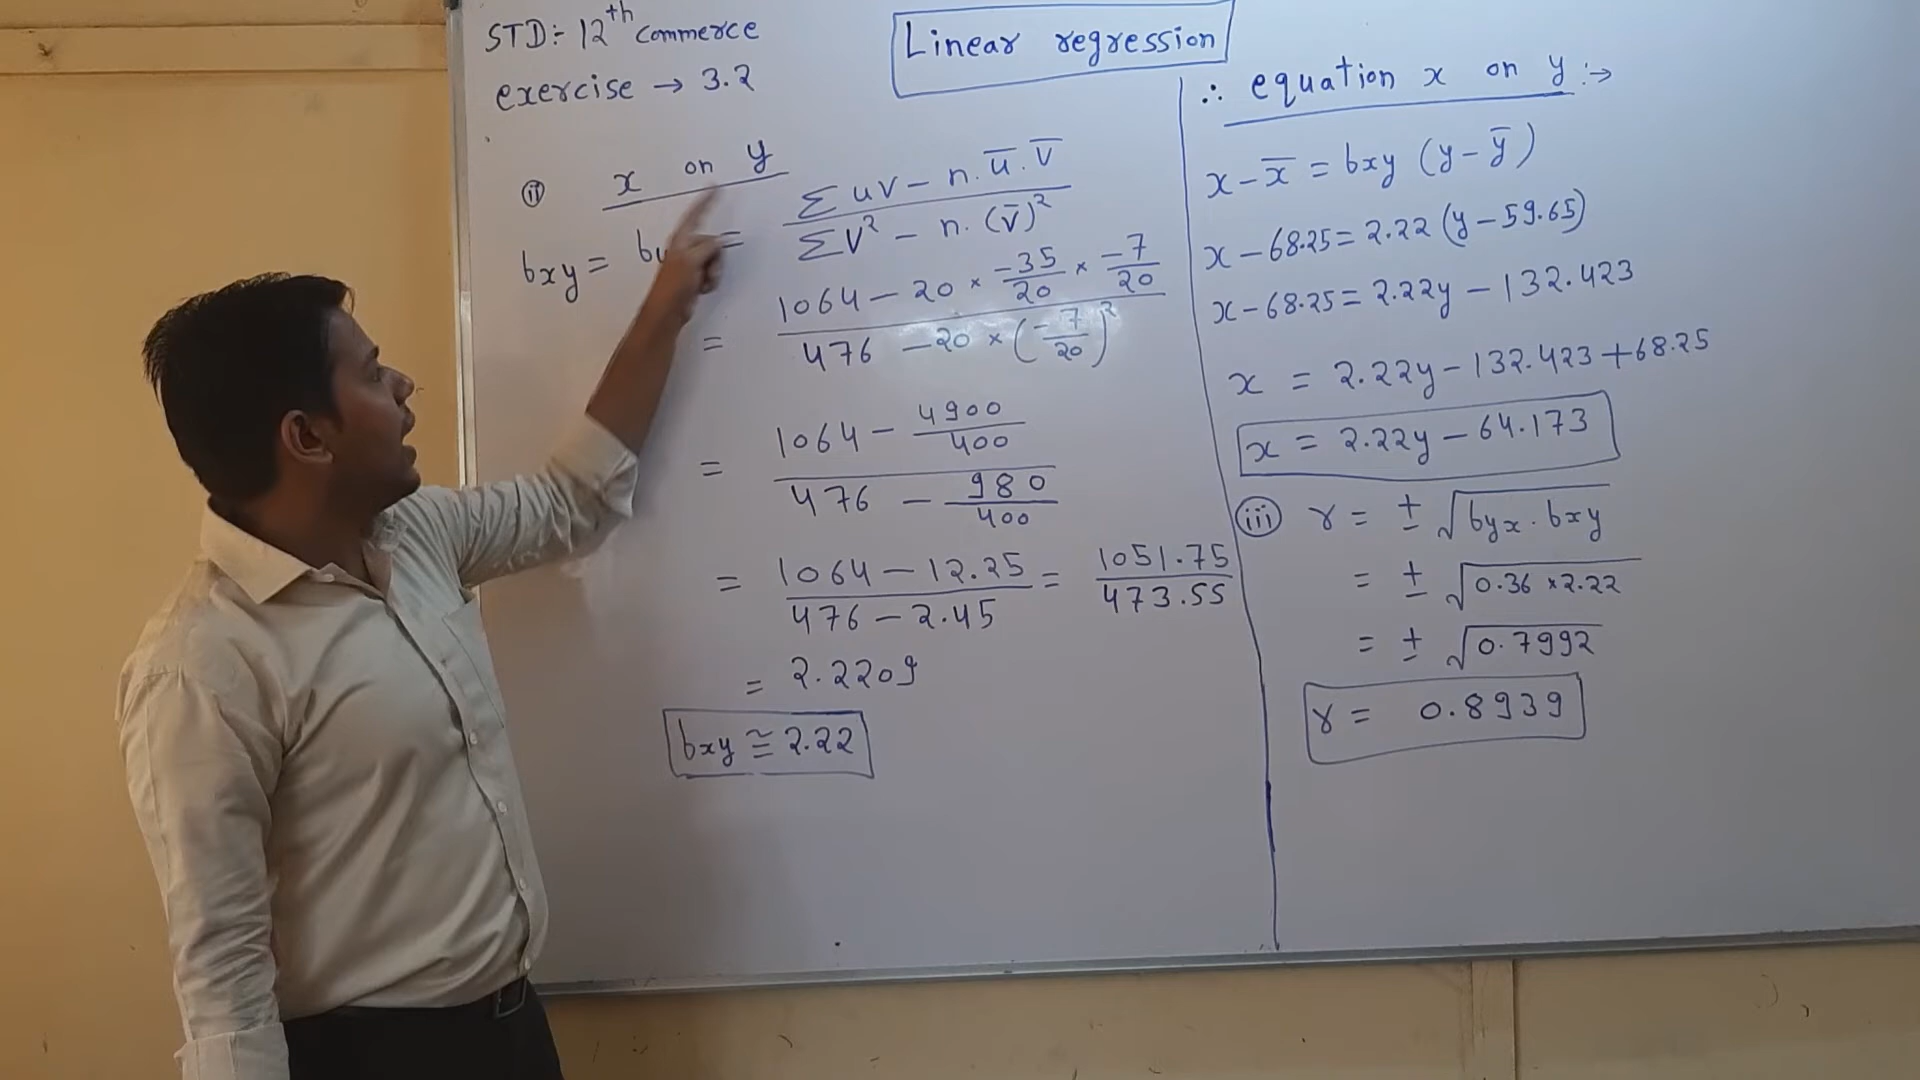 STD:- 12th commerce
exercise → 3.2
Linear regression
(ii) x on y
bxy = = Σuv - n. ū. v̄ / Σv² - n. (v̄)²
= 1064 - 20 × -35/20 × -7/20 / 476 - 20 × (-7/20)²
= 1064 - 4900/400 / 476 - 980/400
= 1064 - 12.25 / 476 - 2.45 = 1051.75 / 473.55
= 2.2209
bxy ≅ 2.22
∴ equation x on y :→
x - x̄ = bxy (y - ȳ)
x - 68.25 = 2.22 (y - 59.65)
x - 68.25 = 2.22y - 132.423
x = 2.22y - 132.423 + 68.25
x = 2.22y - 64.173
(iii) r = ± √byx . bxy
= ± √0.36 × 2.22
= ± √0.7992
r = 0.8939